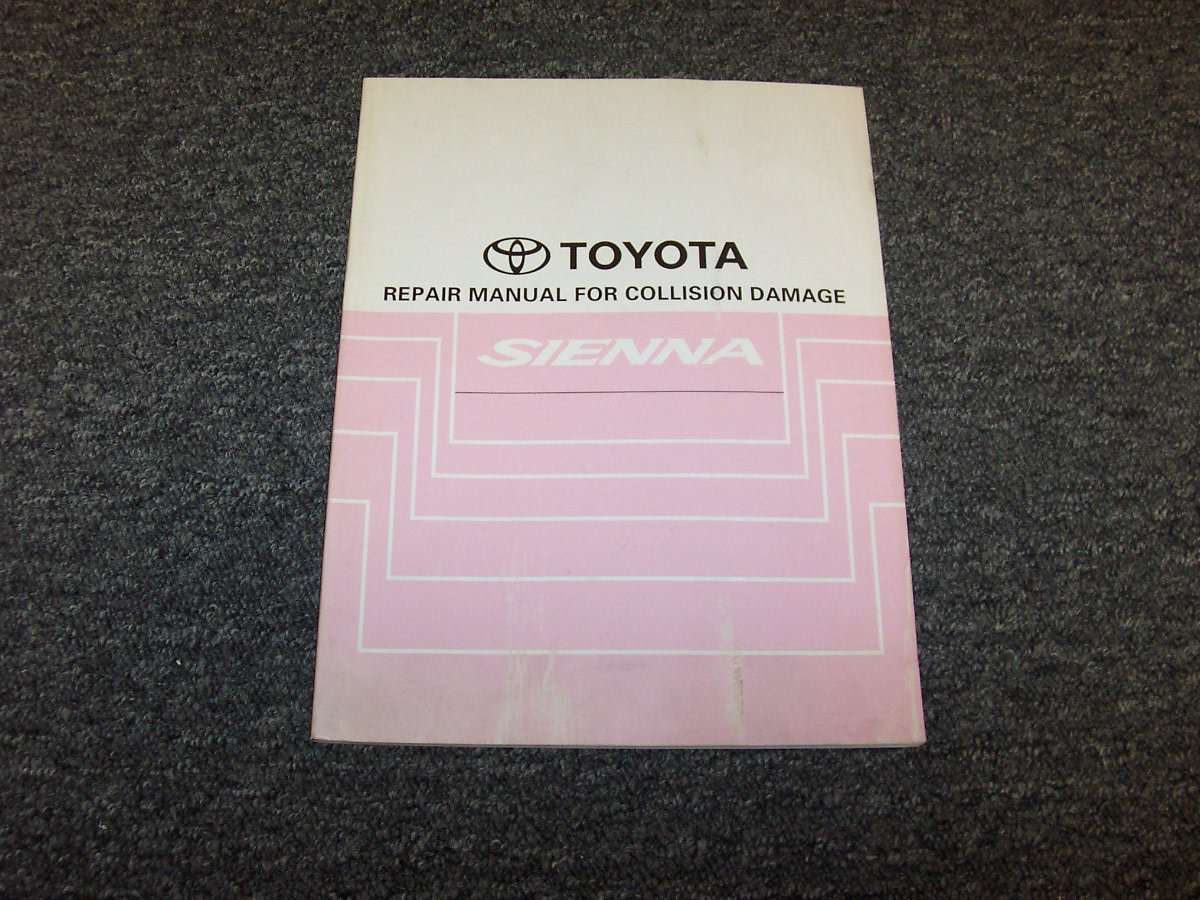 TOYOTA
REPAIR MANUAL FOR COLLISION DAMAGE
SIENNA